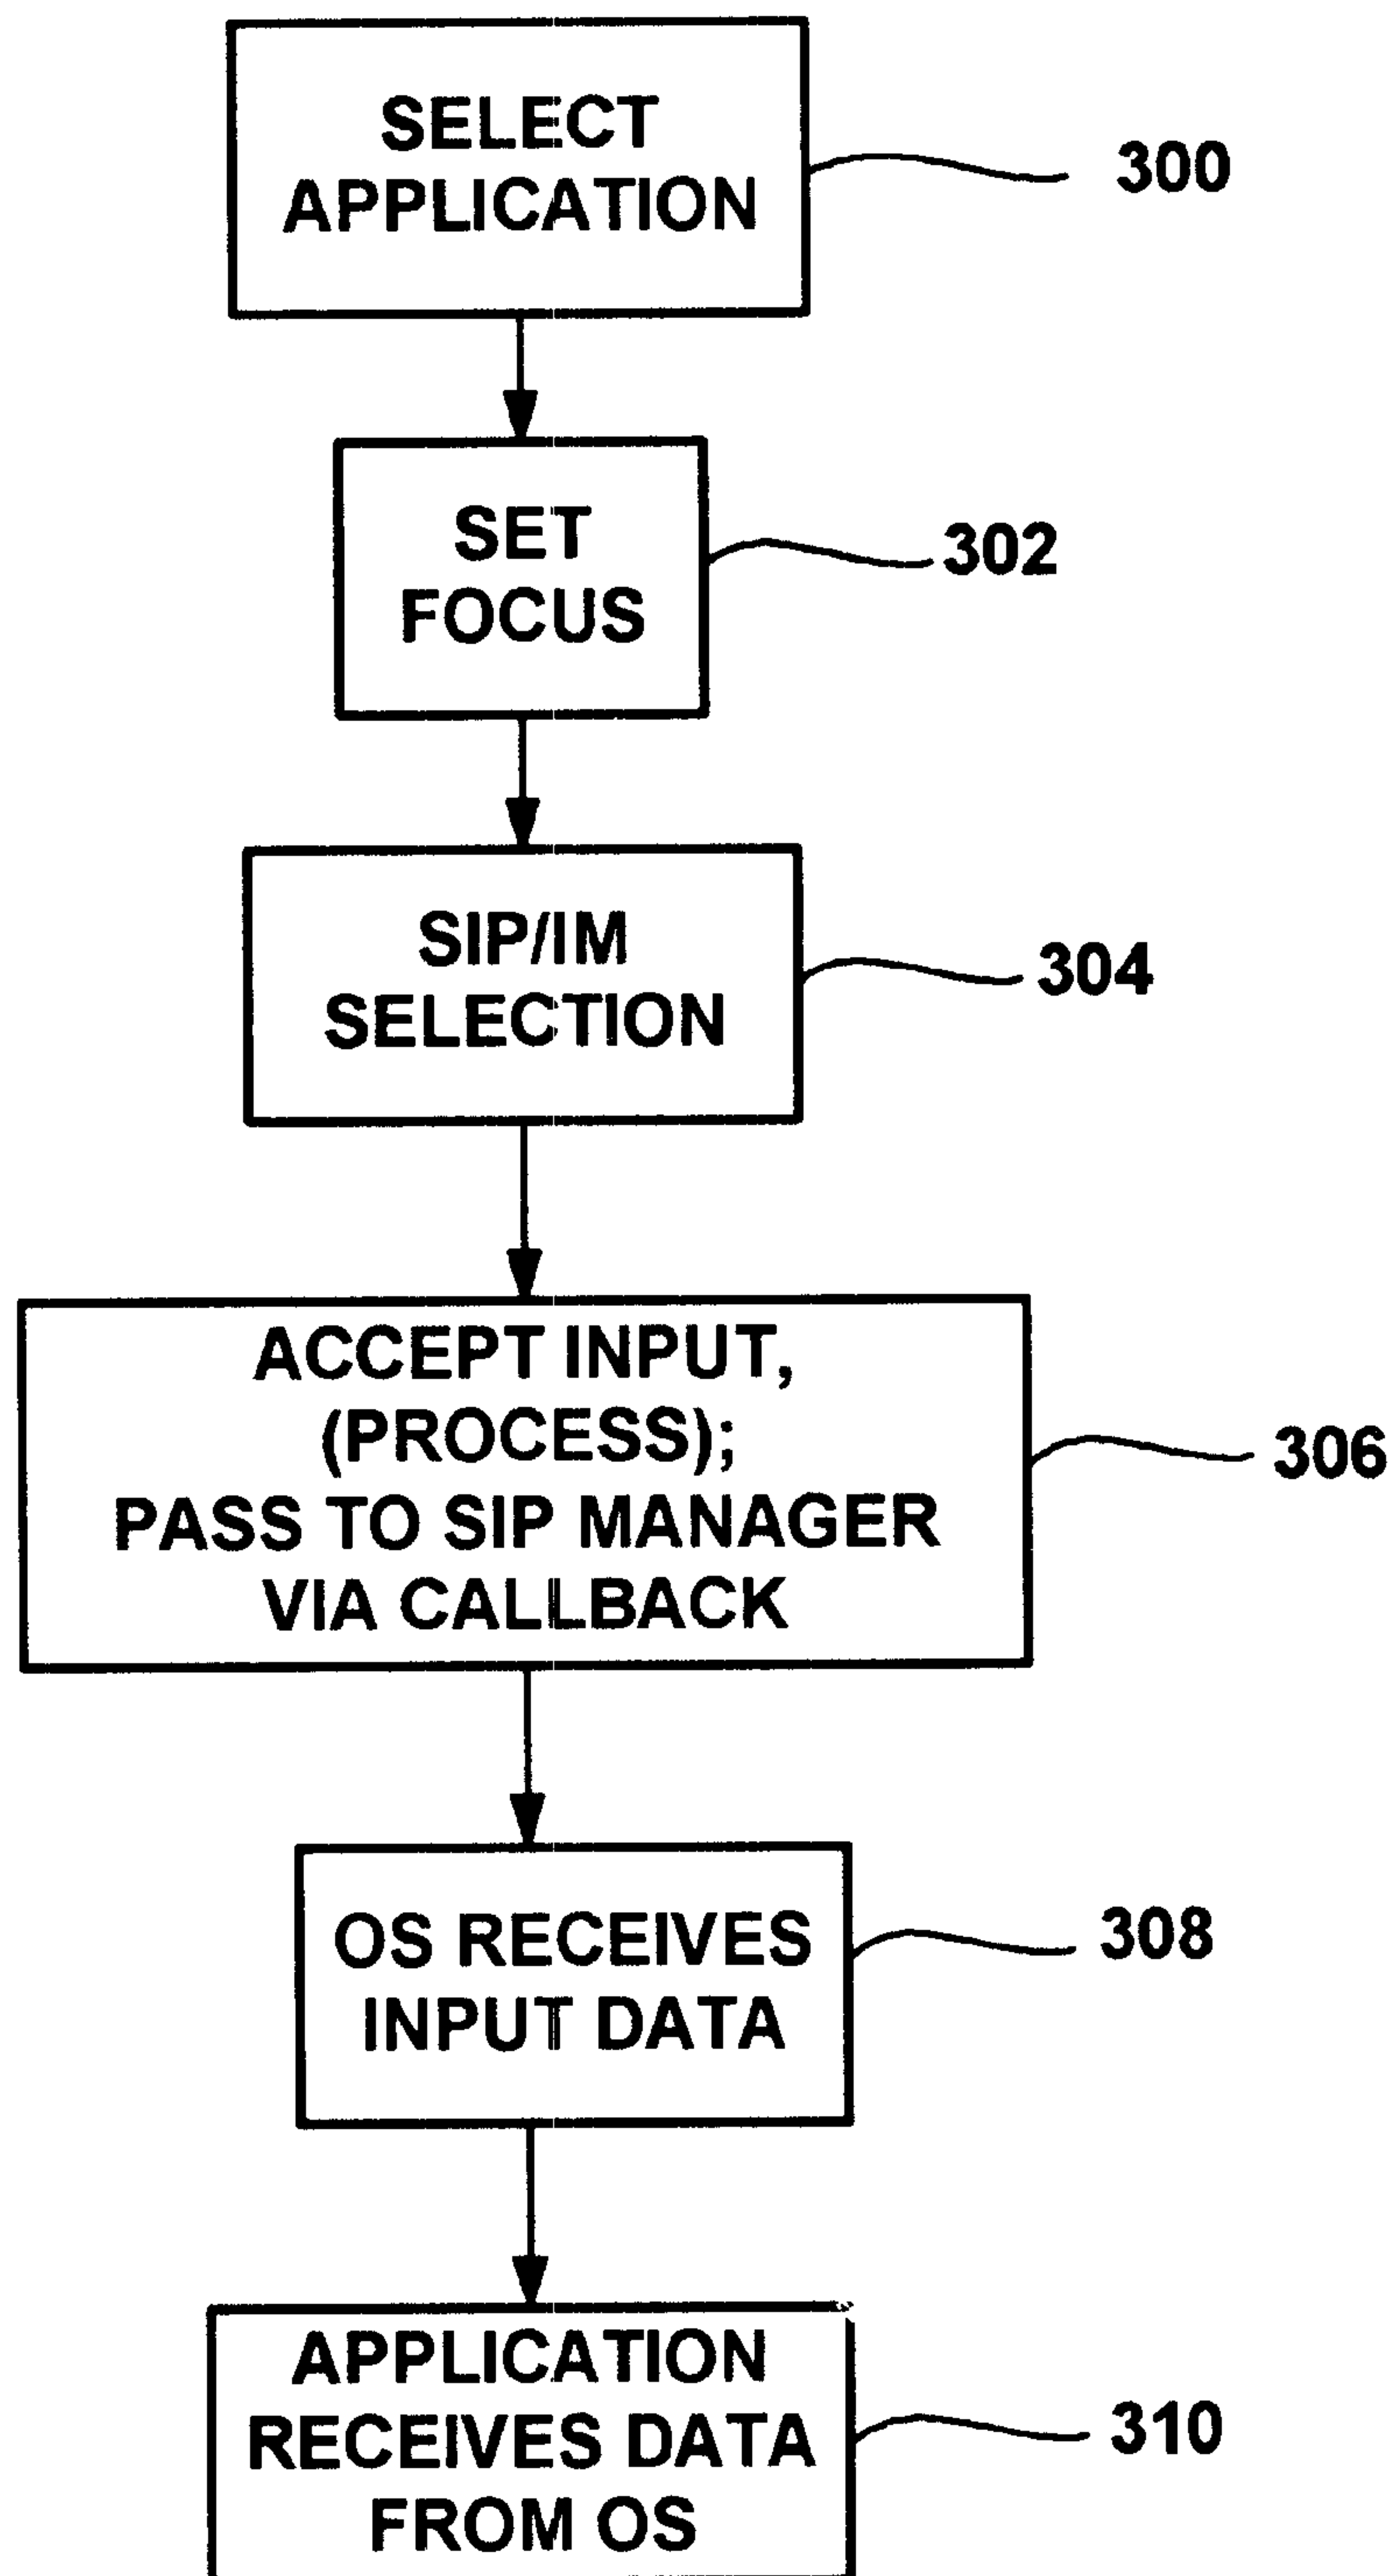 SELECT
APPLICATION
300
SET
FOCUS
302
SIP/IM
SELECTION
304
ACCEPT INPUT,
(PROCESS);
PASS TO SIP MANAGER
VIA CALLBACK
306
OS RECEIVES
INPUT DATA
308
APPLICATION
RECEIVES DATA
FROM OS
310